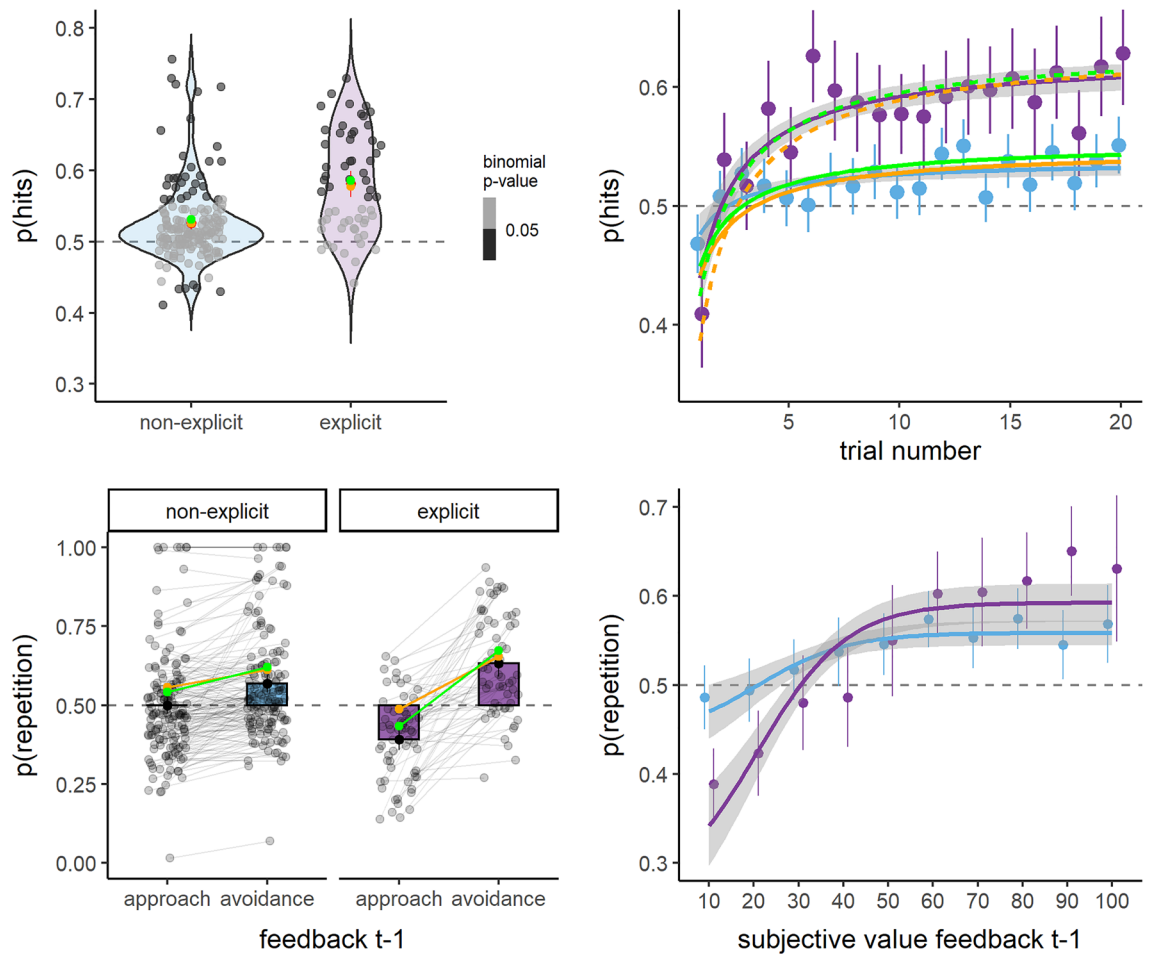 0.8
0.7
0.6
0.5
0.4
0.3
p(hits)
non-explicit
explicit
binomial
p-value
0.05
0.6
0.5
0.4
p(hits)
5
10
15
20
trial number
non-explicit
explicit
1.00
0.75
0.50
0.25
0.00
p(repetition)
approach
avoidance
approach
avoidance
feedback t-1
0.7
0.6
0.5
0.4
0.3
p(repetition)
10
20
30
40
50
60
70
80
90
100
subjective value feedback t-1